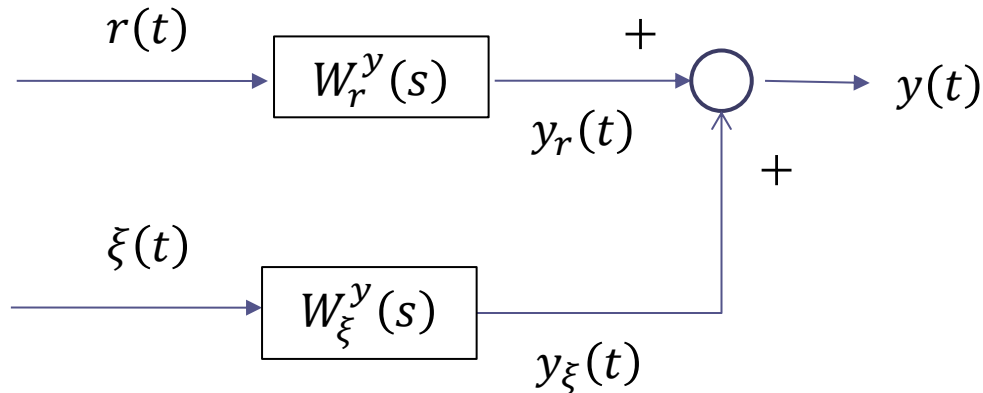 r(t)
+
W_r^y(s)
y(t)
y_r(t)
+
ξ(t)
W_ξ^y(s)
y_ξ(t)